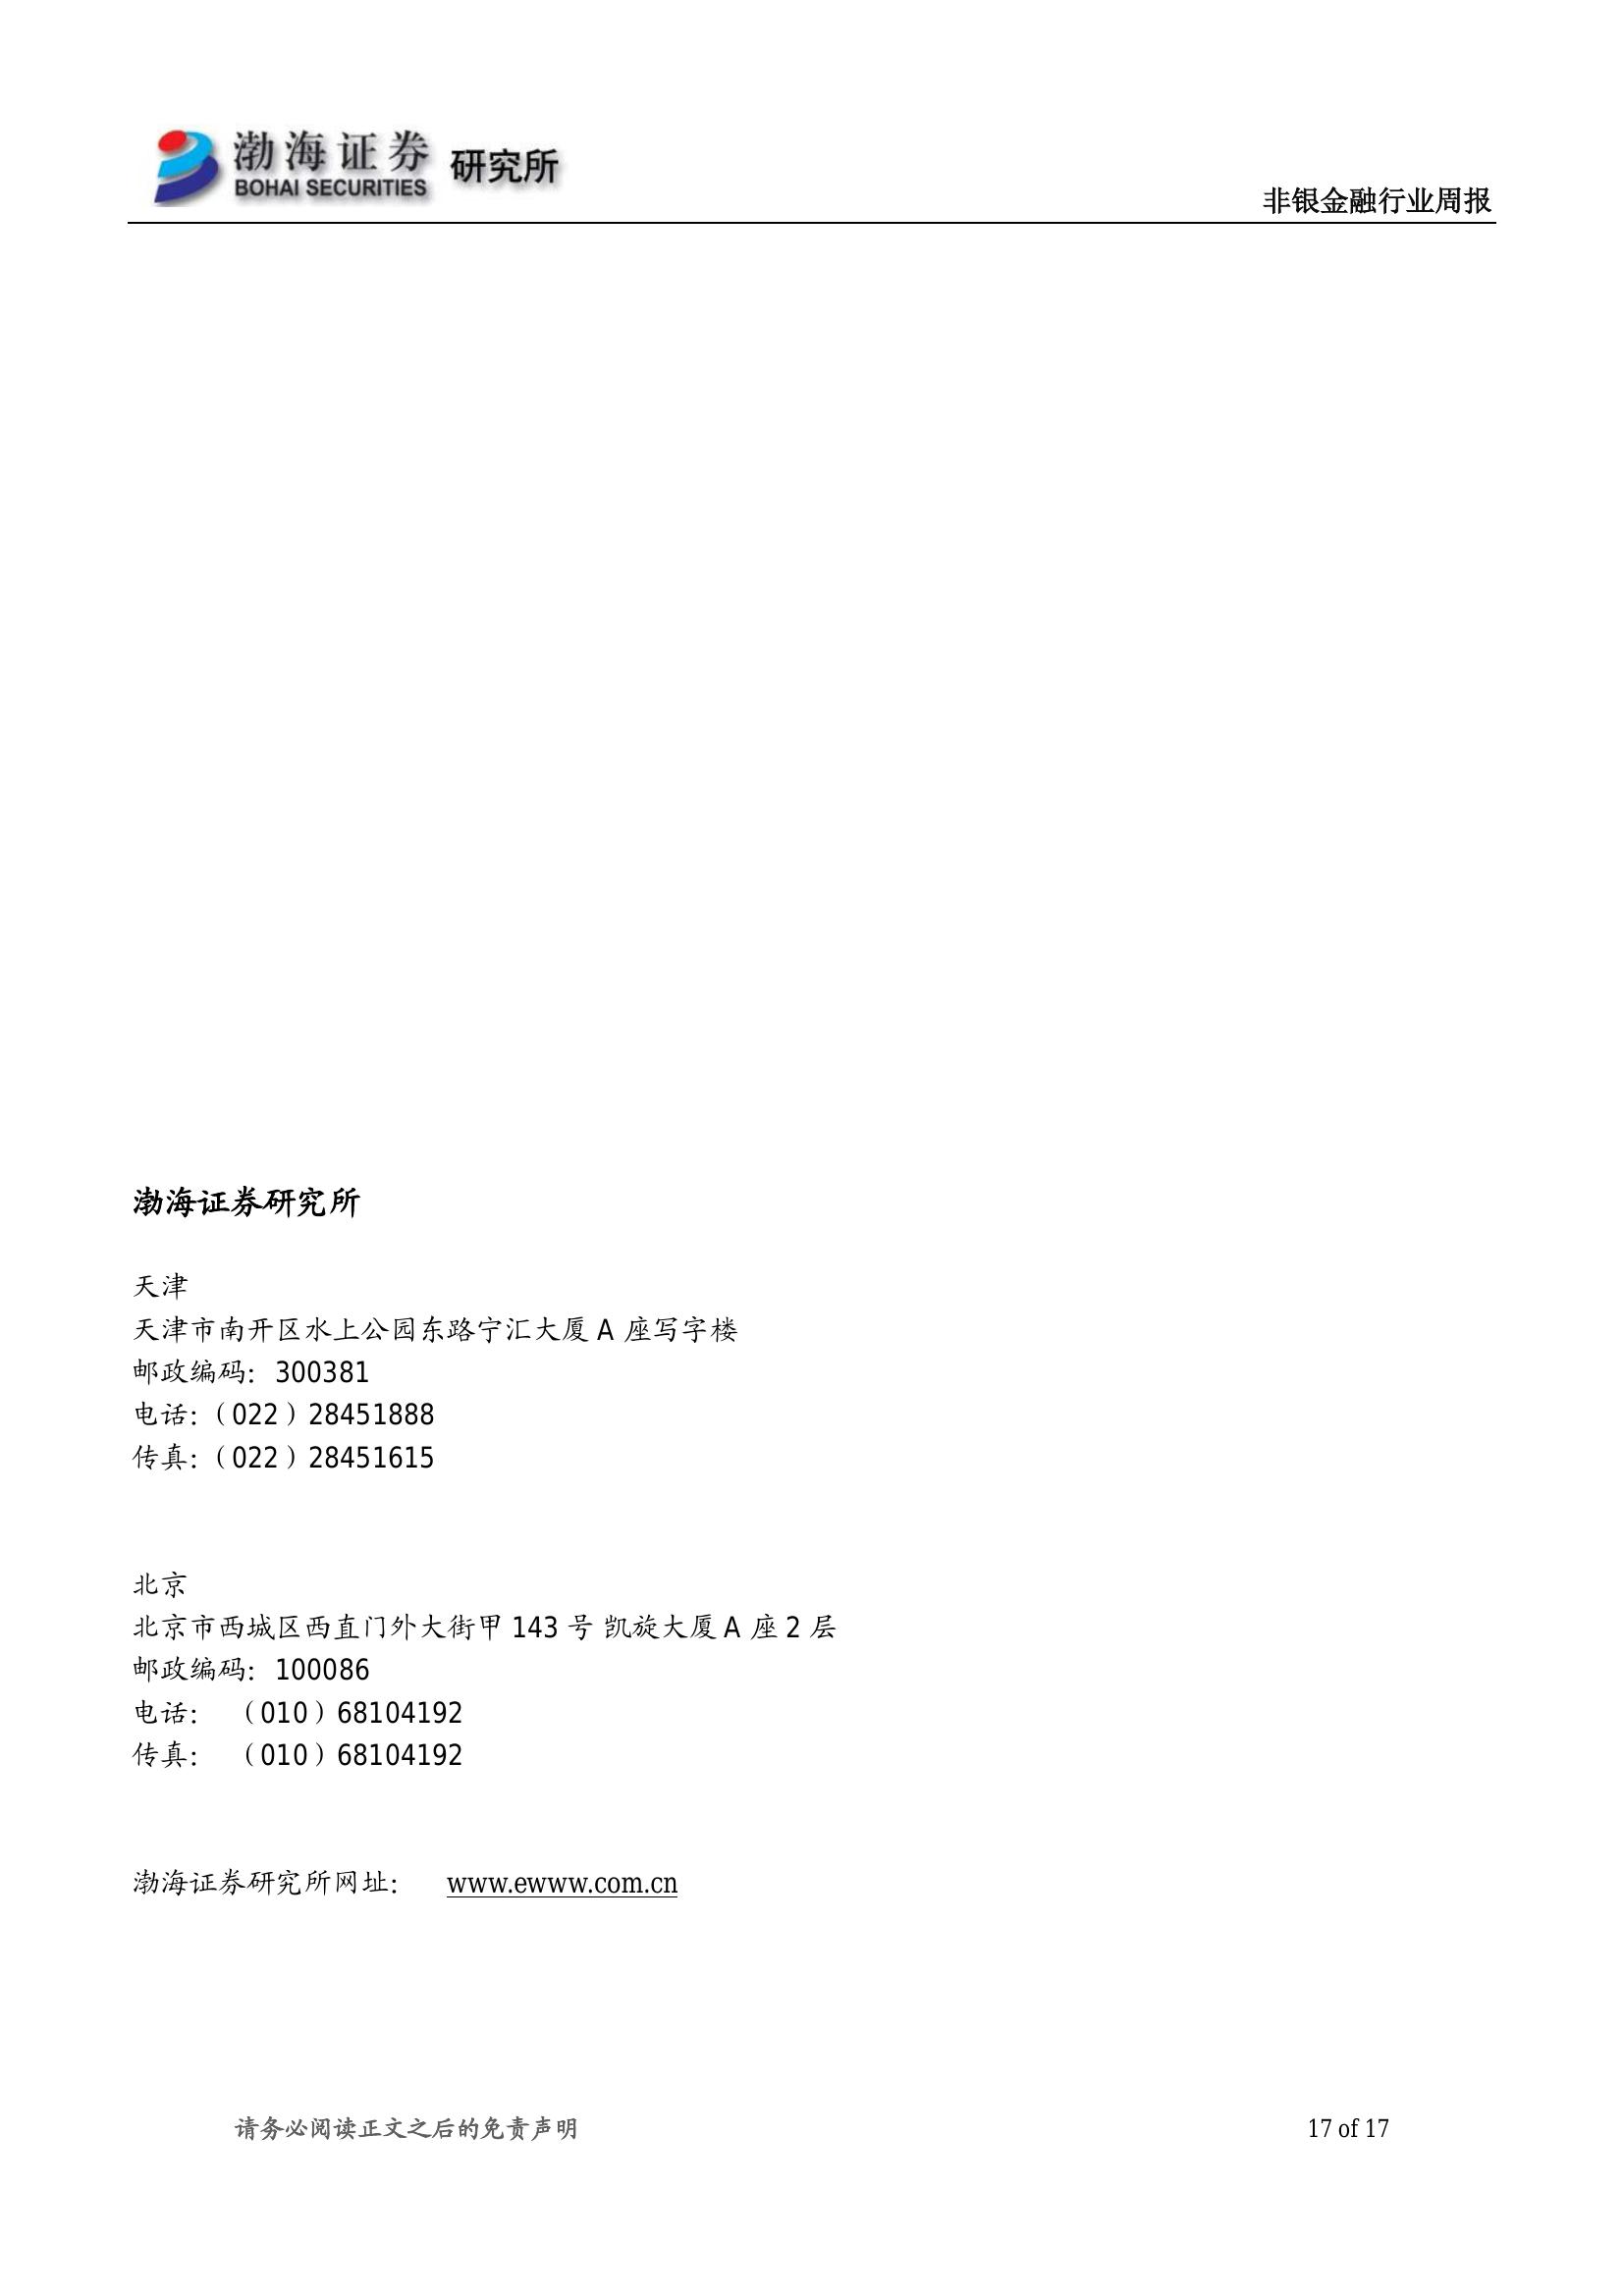 渤海证券 研究所
BOHAI SECURITIES
非银金融行业周报
渤海证券研究所
天津
天津市南开区水上公园东路宁汇大厦 A 座写字楼
邮政编码：300381
电话：（022）28451888
传真：（022）28451615
北京
北京市西城区西直门外大街甲 143 号 凯旋大厦 A 座 2 层
邮政编码：100086
电话： （010）68104192
传真： （010）68104192
渤海证券研究所网址： www.ewww.com.cn
请务必阅读正文之后的免责声明 17 of 17